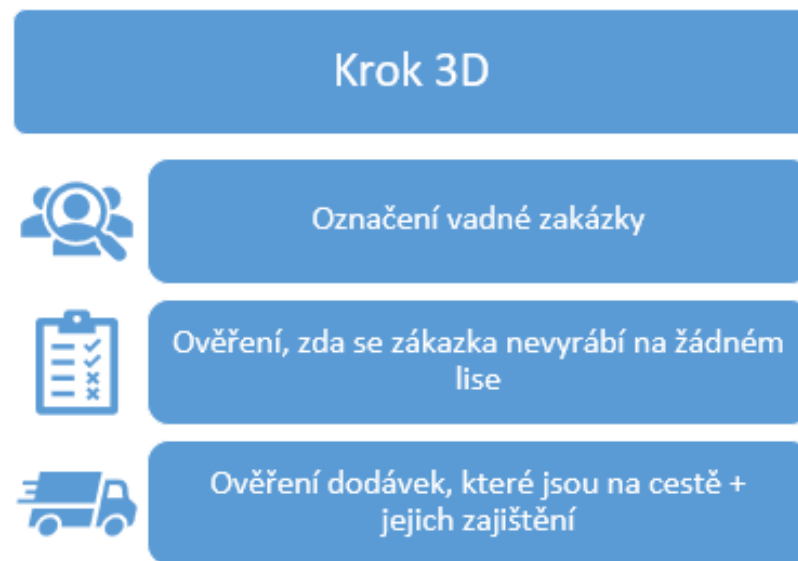 Krok 3D
Označení vadné zakázky
Ověření, zda se zákazka nevyrábí na žádném
lise
Ověření dodávek, které jsou na cestě +
jejich zajištění